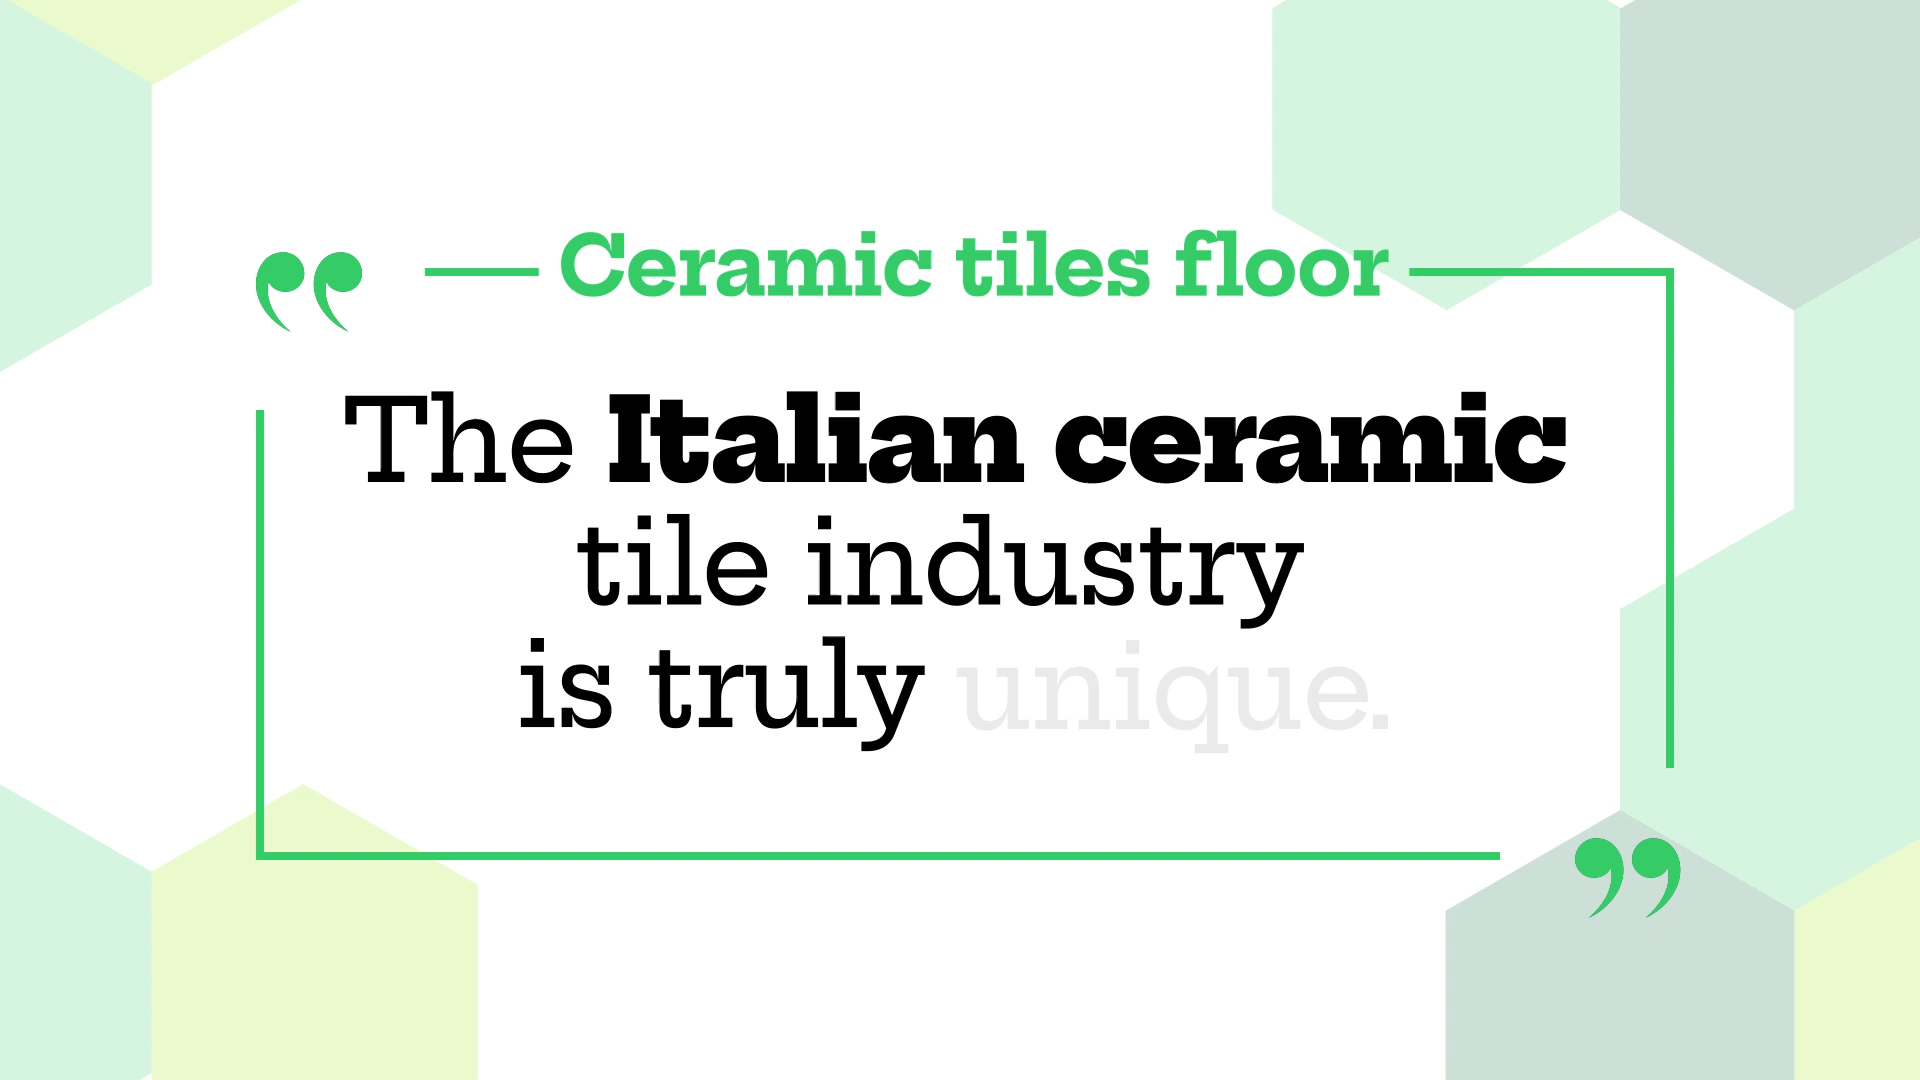 Ceramic tiles floor
“
The Italian ceramic
tile industry
is truly unique.
”